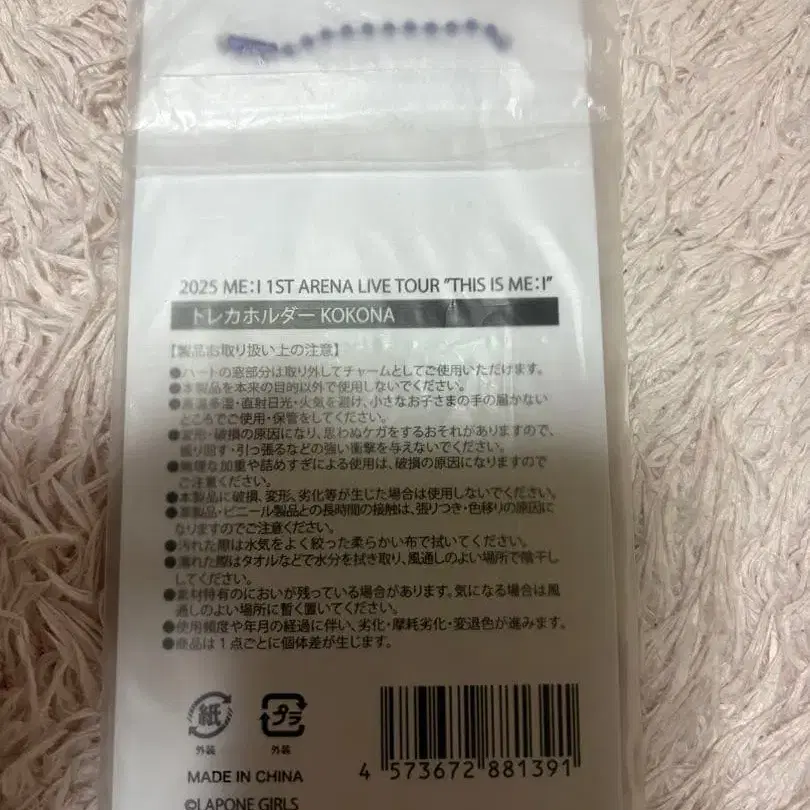 2025 ME:I 1ST ARENA LIVE TOUR "THIS IS ME:I"
トレカホルダー KOKONA
【製品お取り扱い上の注意】
●ハートの窓部分は取り外してチャームとしてご使用いただけます。
●本製品を本来の目的以外で使用しないでください。
●高温多湿・直射日光・火気を避け、小さなお子さまの手の届かない
ところでご使用・保管をしてください。
●変形・破損の原因になり、思わぬケガをするおそれがありますので、
振り回す・引っ張るなどの強い衝撃を与えないでください。
●無理な加重や詰めすぎによる使用は、破損の原因になりますので
ご注意ください。
●本製品に破損、変形、劣化等が生じた場合は使用しないでください。
●革製品・ビニール製品との長時間の接触は、張りつき・色移りの原因に
なりますのでご注意ください。
●汚れた際は水気をよく絞った柔らかい布で拭いてください。
●濡れた際はタオルなどで水分を拭き取り、風通しのよい場所で陰干し
してください。
●素材特有のにおいが残っている場合があります。気になる場合は風
通しのよい場所に暫く置いてください。
●使用頻度や年月の経過に伴い、劣化・摩耗劣化・変退色が進みます。
●商品は1点ごとに個体差が生じます。
紙 プラ
外装 外装
MADE IN CHINA
4 573672 881391
©LAPONE GIRLS